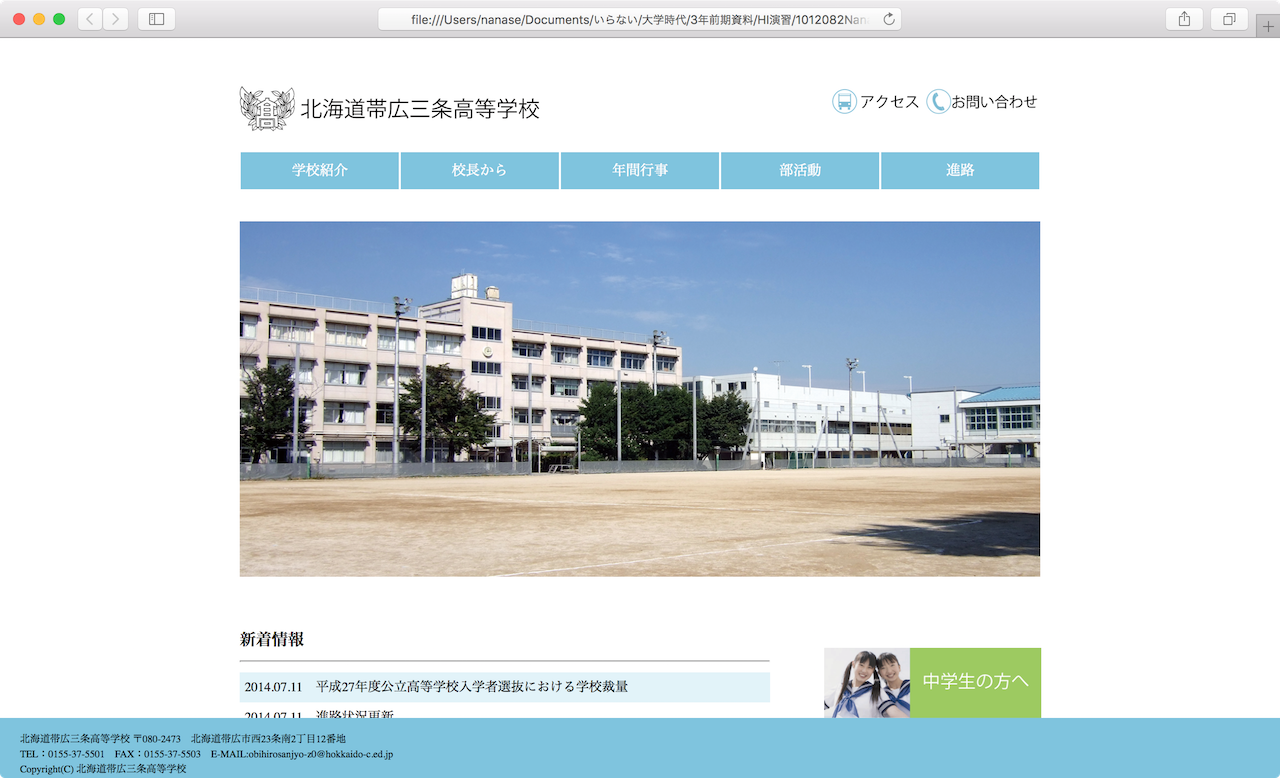 file:///Users/nanase/Documents/いらない/大学時代/3年前期資料/HI演習/1012082Nan
高
北海道帯広三条高等学校
アクセス お問い合わせ
学校紹介 校長から 年間行事 部活動 進路
新着情報
中学生の方へ
2014.07.11 平成27年度公立高等学校入学者選抜における学校裁量
2014.07.11 進路状況更新
北海道帯広三条高等学校 〒080-2473 北海道帯広市西23条南2丁目12番地
TEL：0155-37-5501 FAX：0155-37-5503 E-MAIL:obihirosanjyo-z0@hokkaido-c.ed.jp
Copyright(C) 北海道帯広三条高等学校